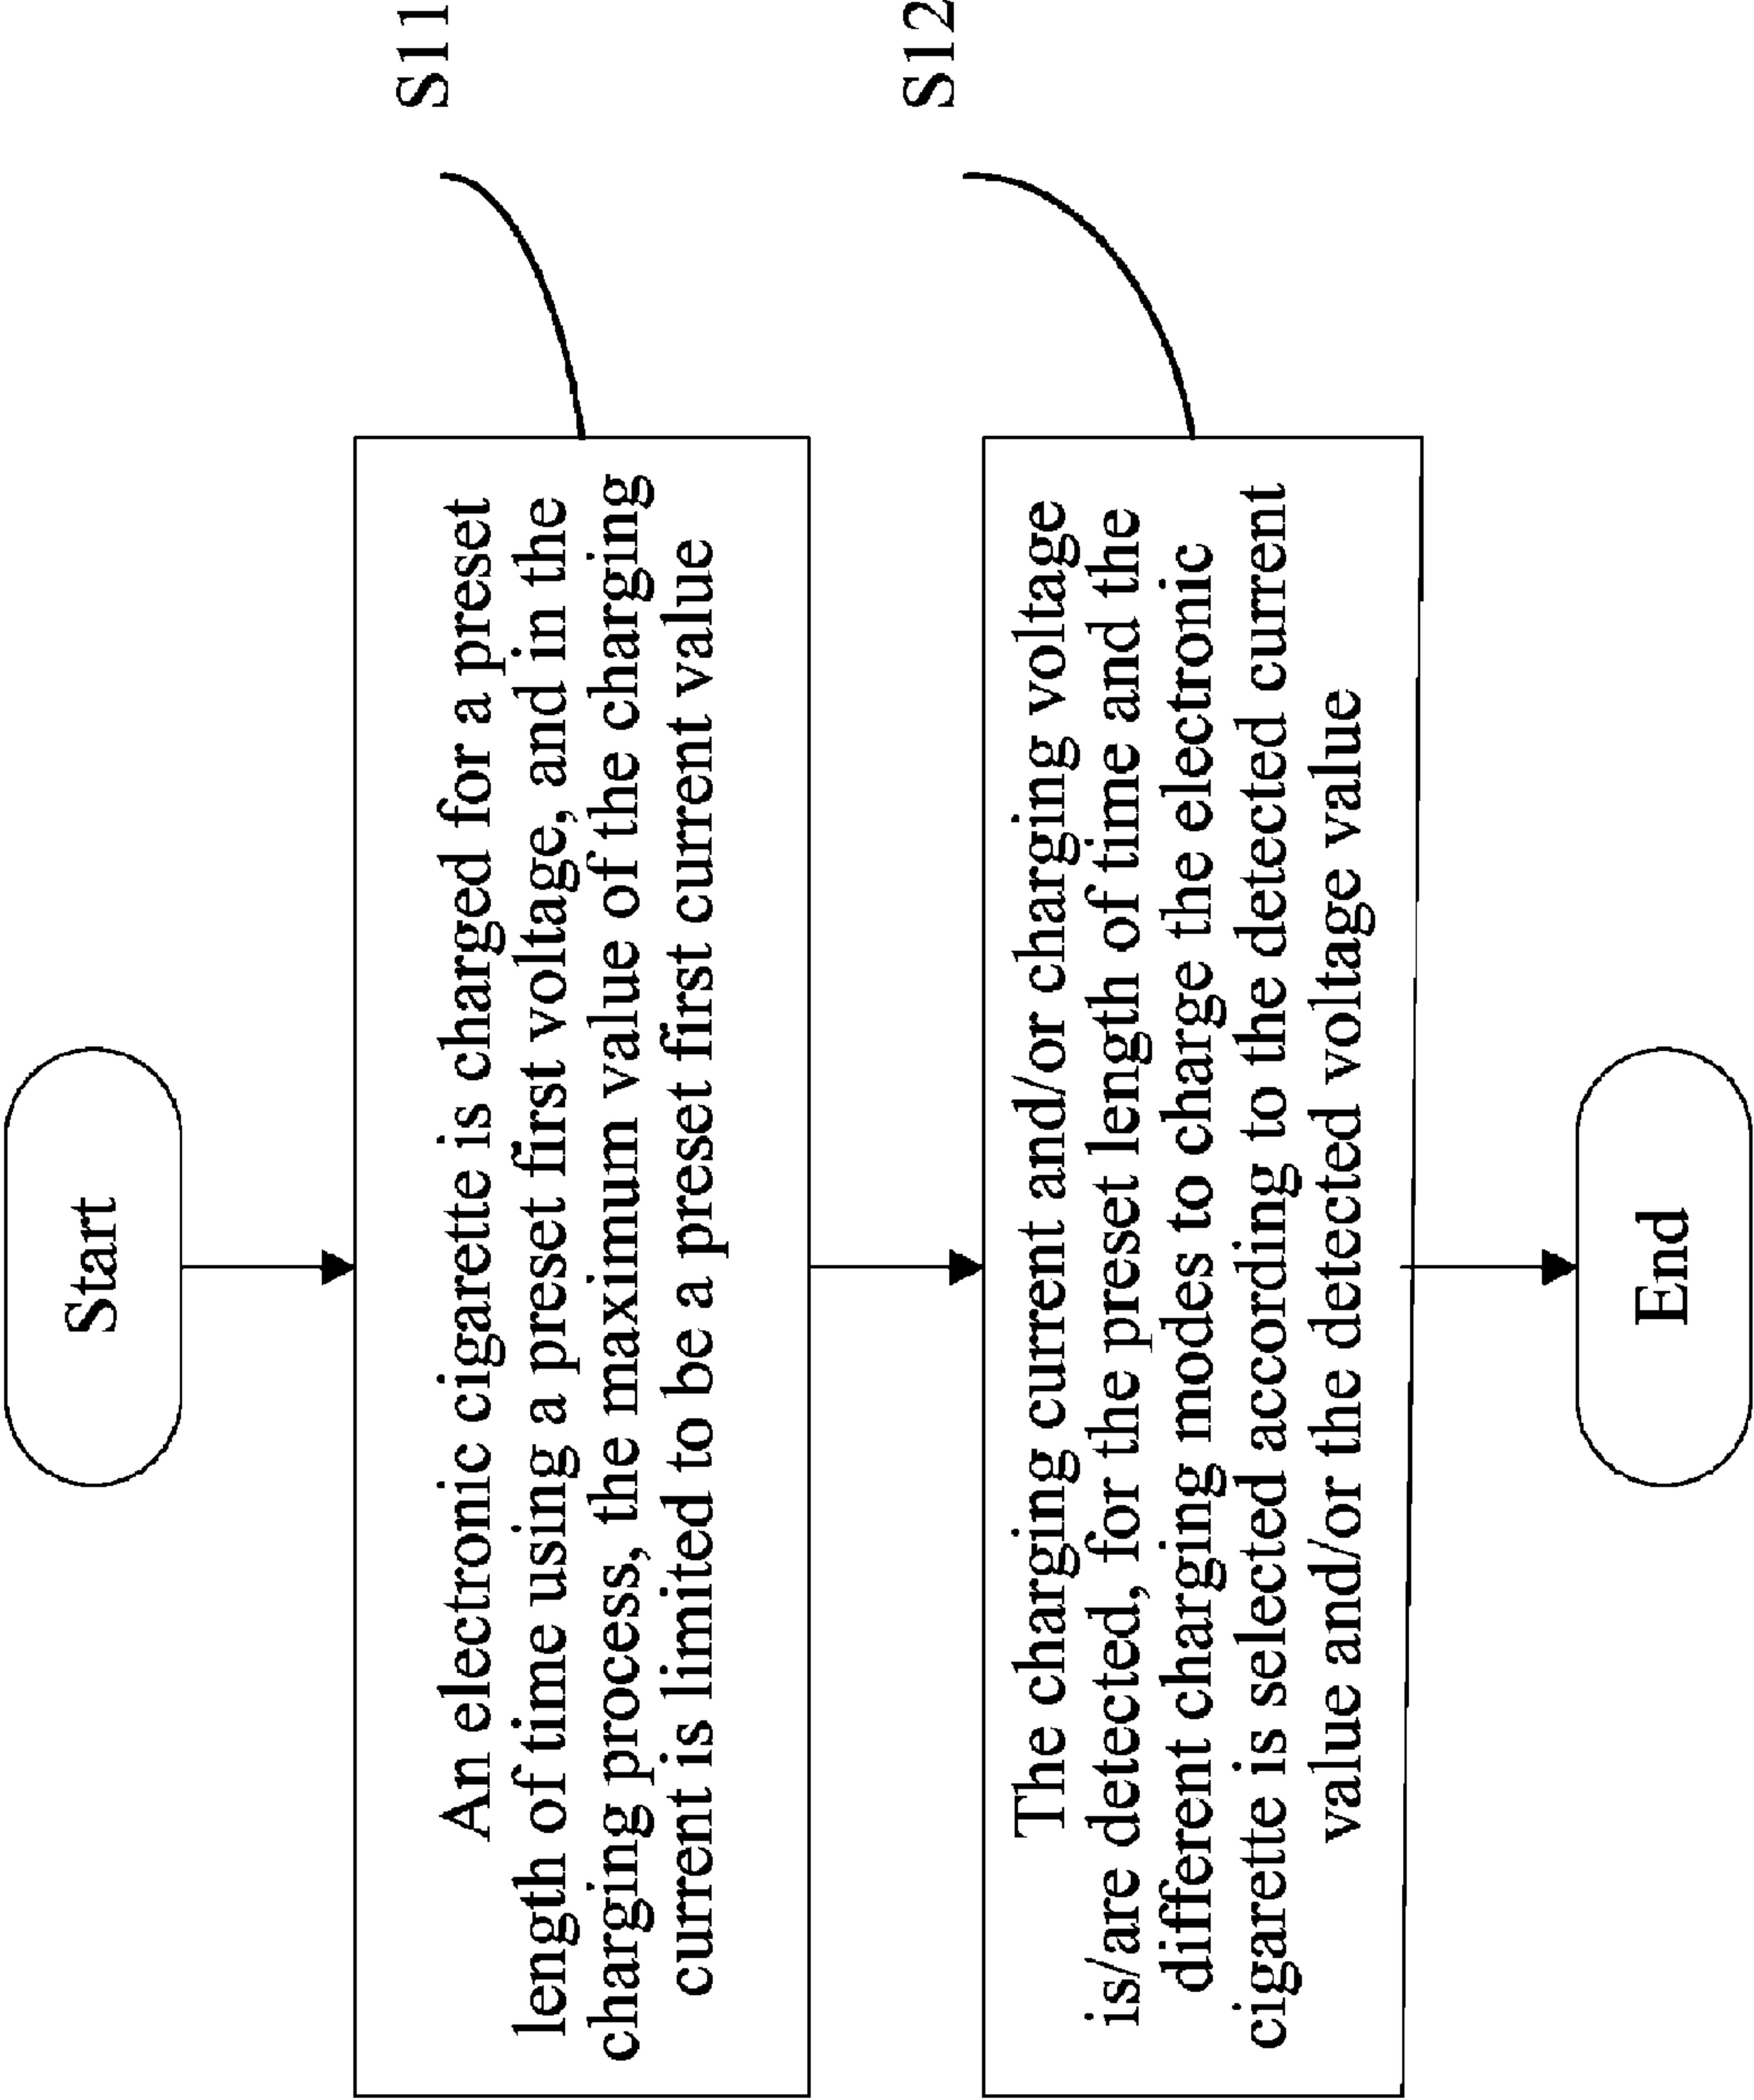 Start
An electronic cigarette is charged for a preset
length of time using a preset first voltage, and in the
charging process, the maximum value of the charging
current is limited to be a preset first current value
S11
The charging current and/or charging voltage
is/are detected, for the preset length of time and the
different charging modes to charge the electronic
cigarette is selected according to the detected current
value and/or the detected voltage value
S12
End